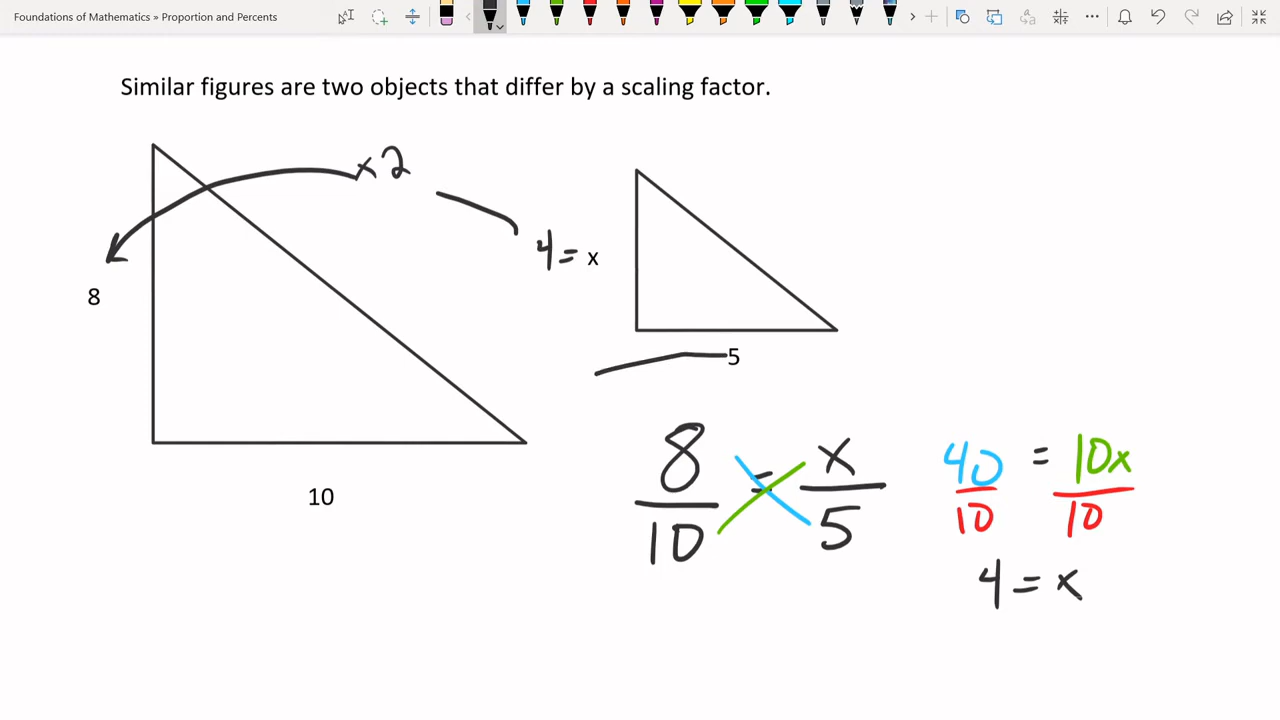 Foundations of Mathematics » Proportion and Percents
Similar figures are two objects that differ by a scaling factor.
x2
4 = x
8
5
10
8/10 = x/5
40/10 = 10x/10
4 = x